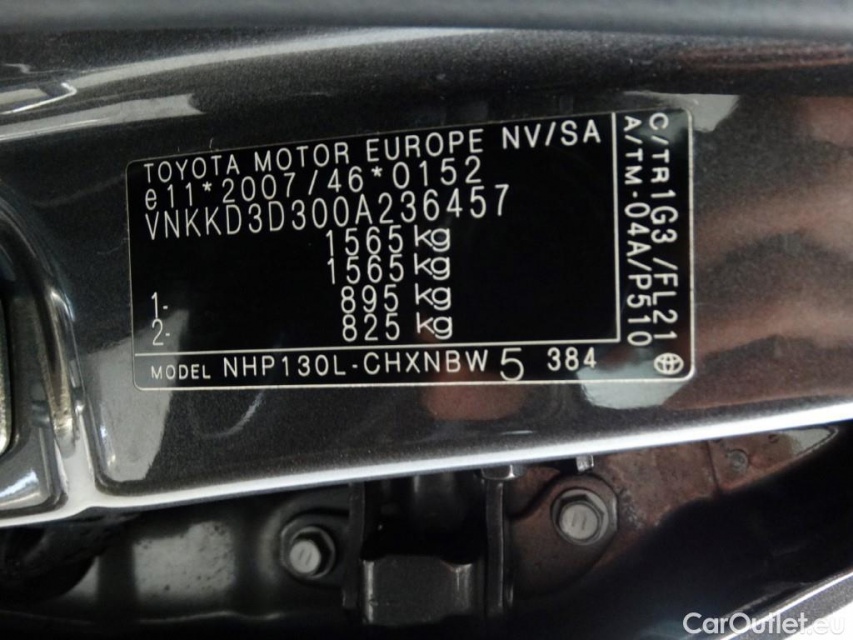 TOYOTA MOTOR EUROPE NV/SA
e11*2007/46*0152
VNKKD3D300A236457
1565 kg
1565 kg
1- 895 kg
2- 825 kg
MODEL NHP130L-CHXNBW 5 384
C/TR1G3 /FL21
A/TM-04A/P510
CarOutlet.eu